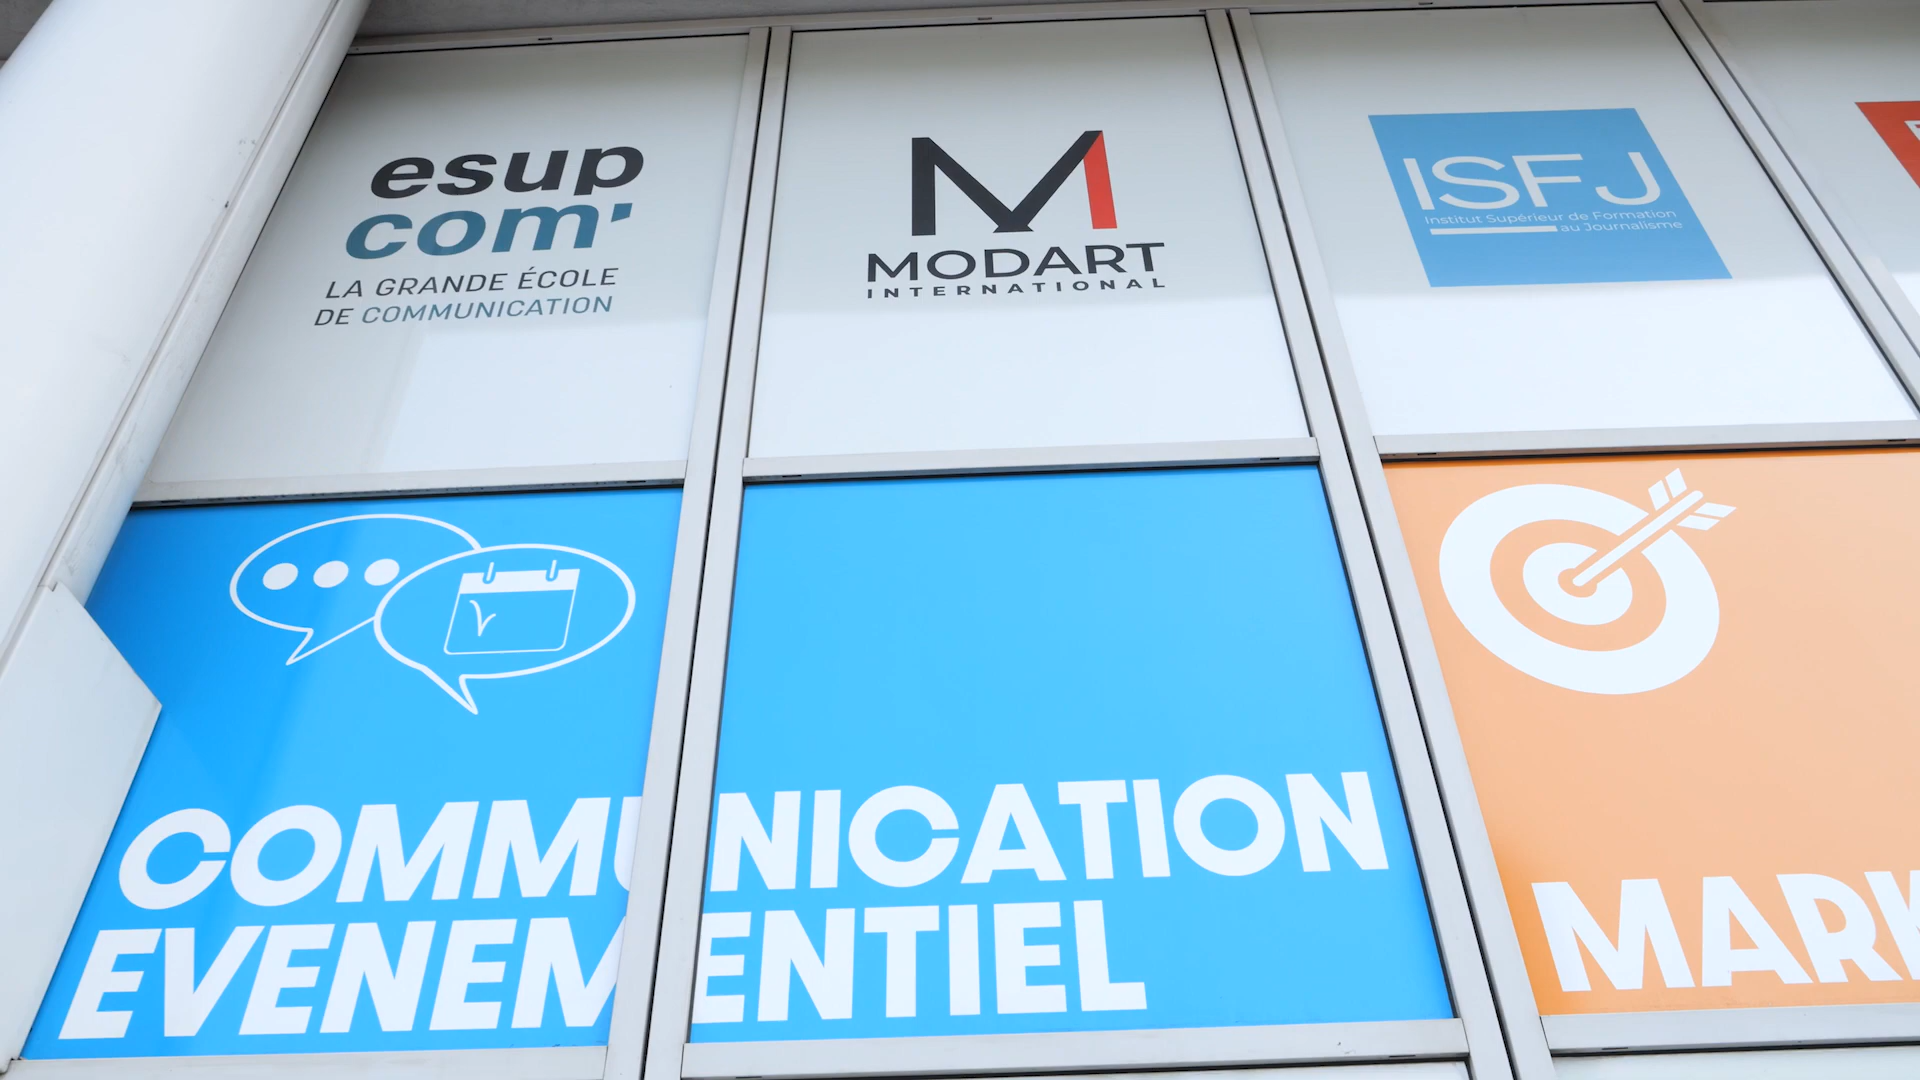 esup
com'
LA GRANDE ÉCOLE
DE COMMUNICATION
MODART
INTERNATIONAL
ISFJ
Institut Supérieur de Formation
au Journalisme
COMMUNICATION
EVENEMENTIEL
MARK